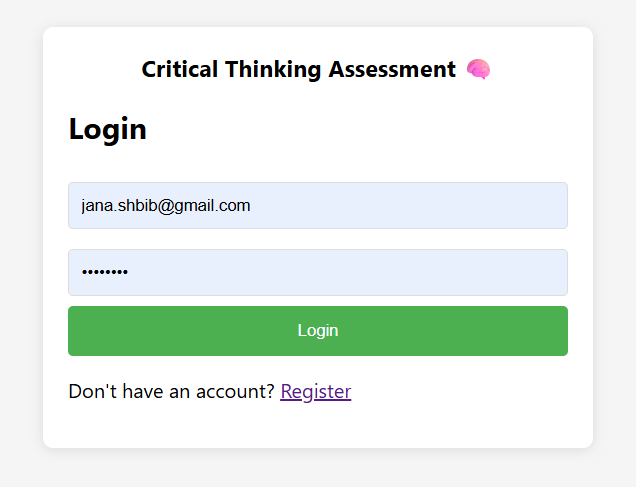 Critical Thinking Assessment 🧠
Login
jana.shbib@gmail.com
••••••••
Login
Don't have an account? Register